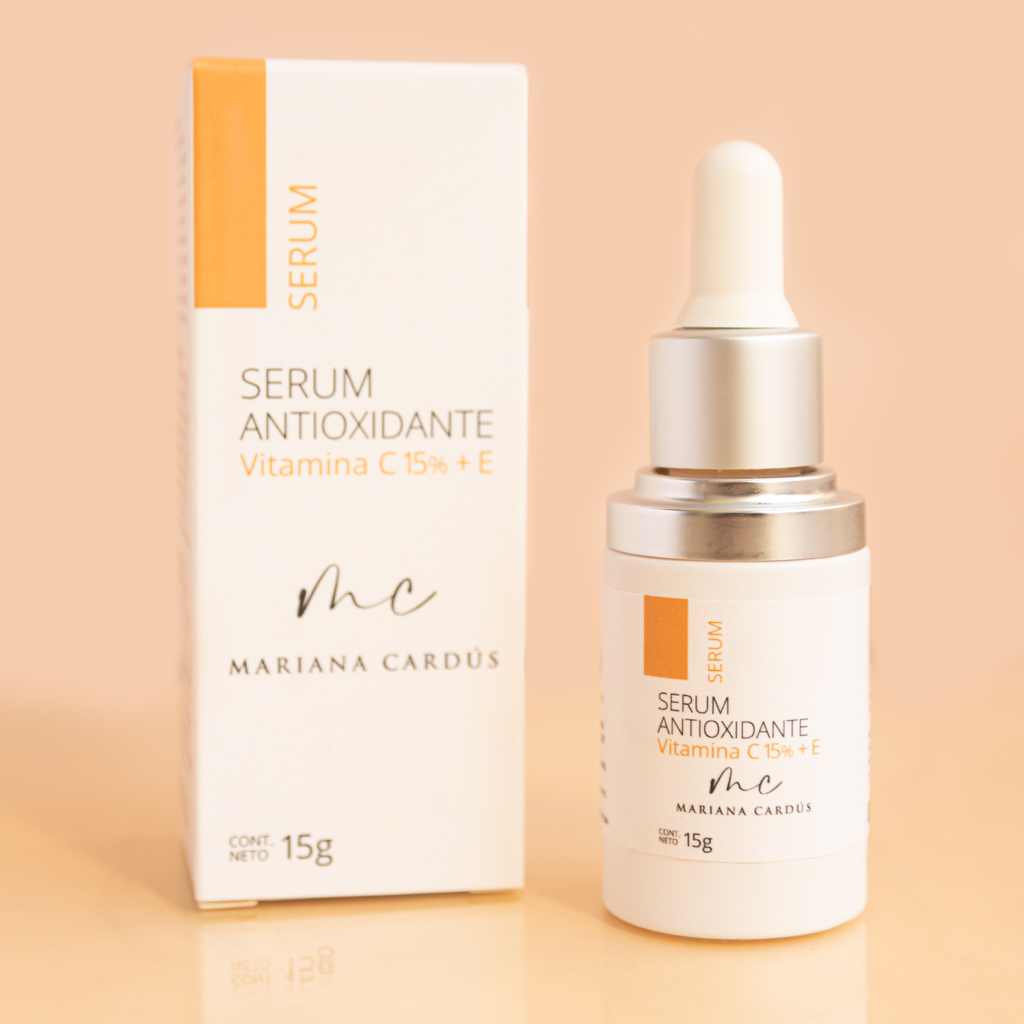 SERUM
SERUM
ANTIOXIDANTE
Vitamina C 15% + E
mc
MARIANA CARDÚS
CONT.
NETO 15g
SERUM
SERUM
ANTIOXIDANTE
Vitamina C 15% + E
mc
MARIANA CARDÚS
CONT.
NETO 15g